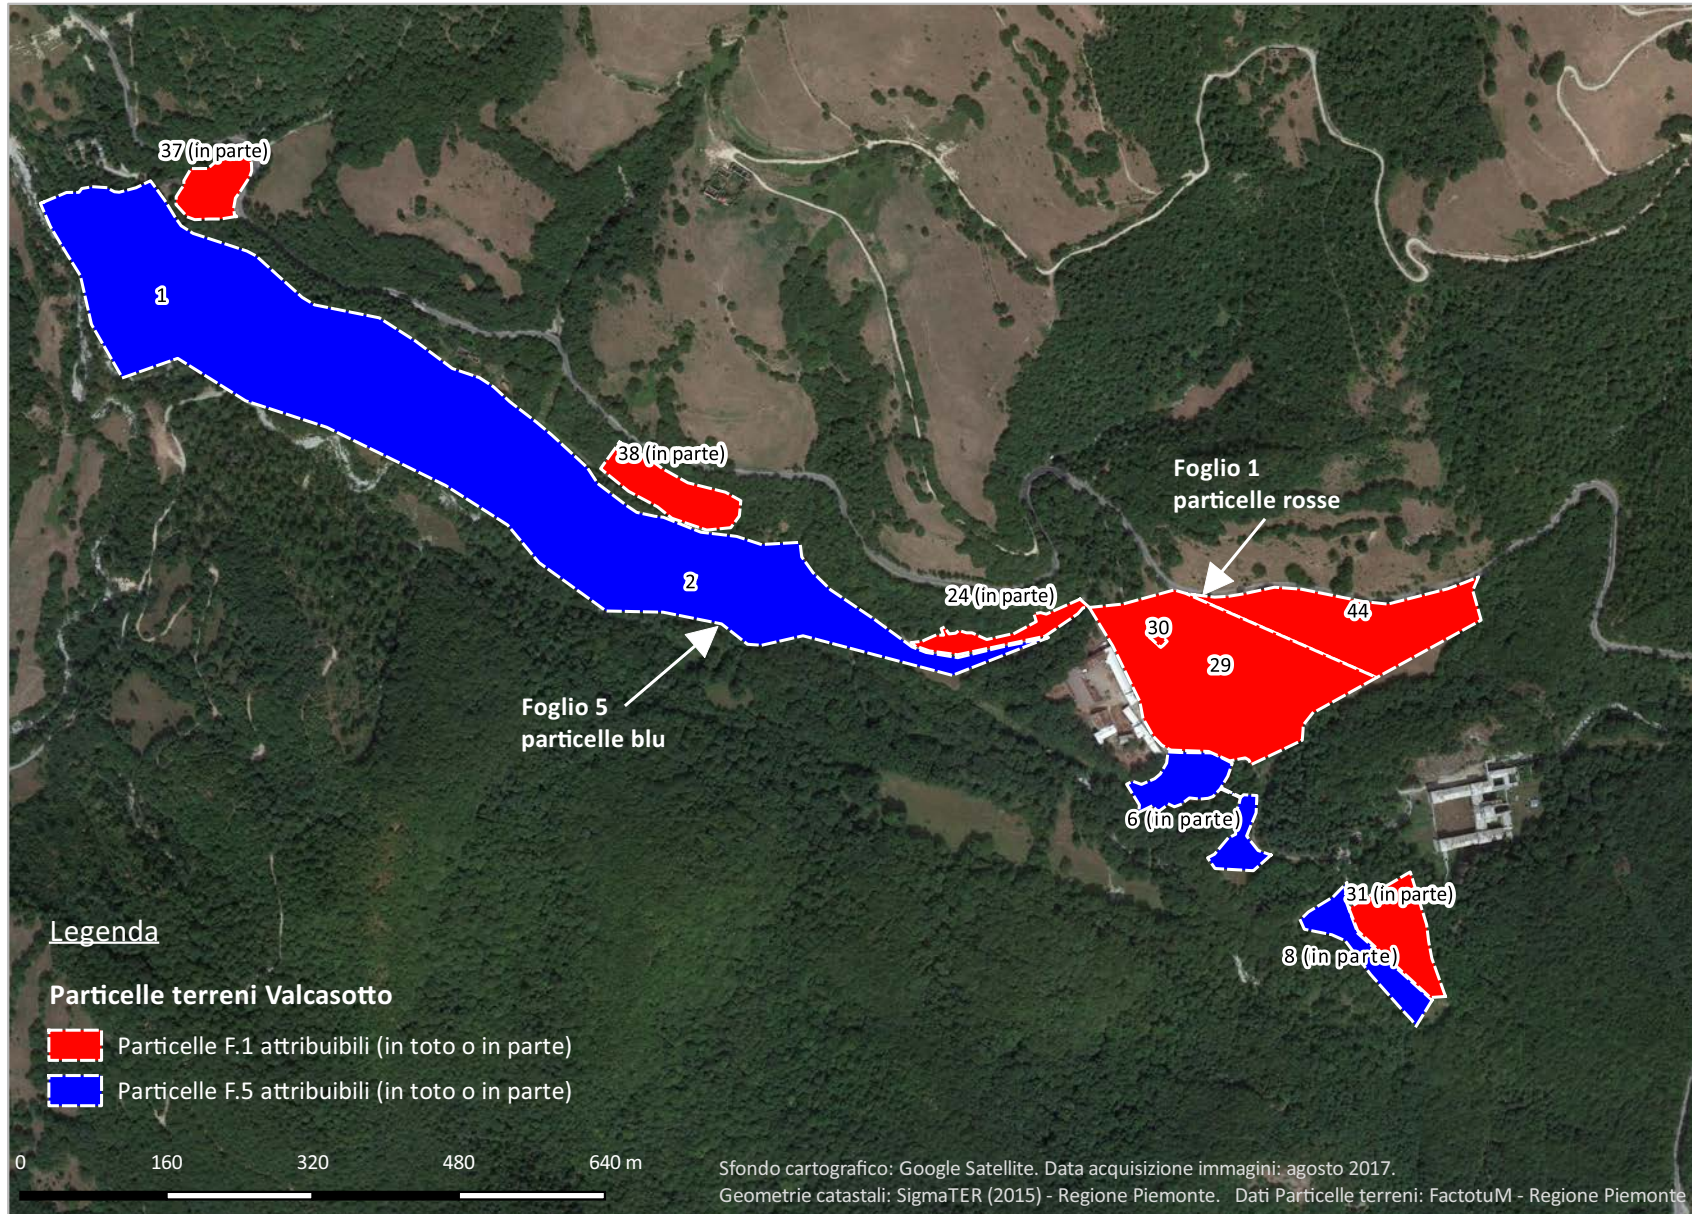 37 (in parte)
1
38 (in parte)
Foglio 1
particelle rosse
2
24 (in parte)
44
30
29
Foglio 5
particelle blu
6 (in parte)
31 (in parte)
8 (in parte)
Legenda
Particelle terreni Valcasotto
Particelle F.1 attribuibili (in toto o in parte)
Particelle F.5 attribuibili (in toto o in parte)
0 160 320 480 640 m
Sfondo cartografico: Google Satellite. Data acquisizione immagini: agosto 2017.
Geometrie catastali: SigmaTER (2015) - Regione Piemonte. Dati Particelle terreni: FactotuM - Regione Piemonte